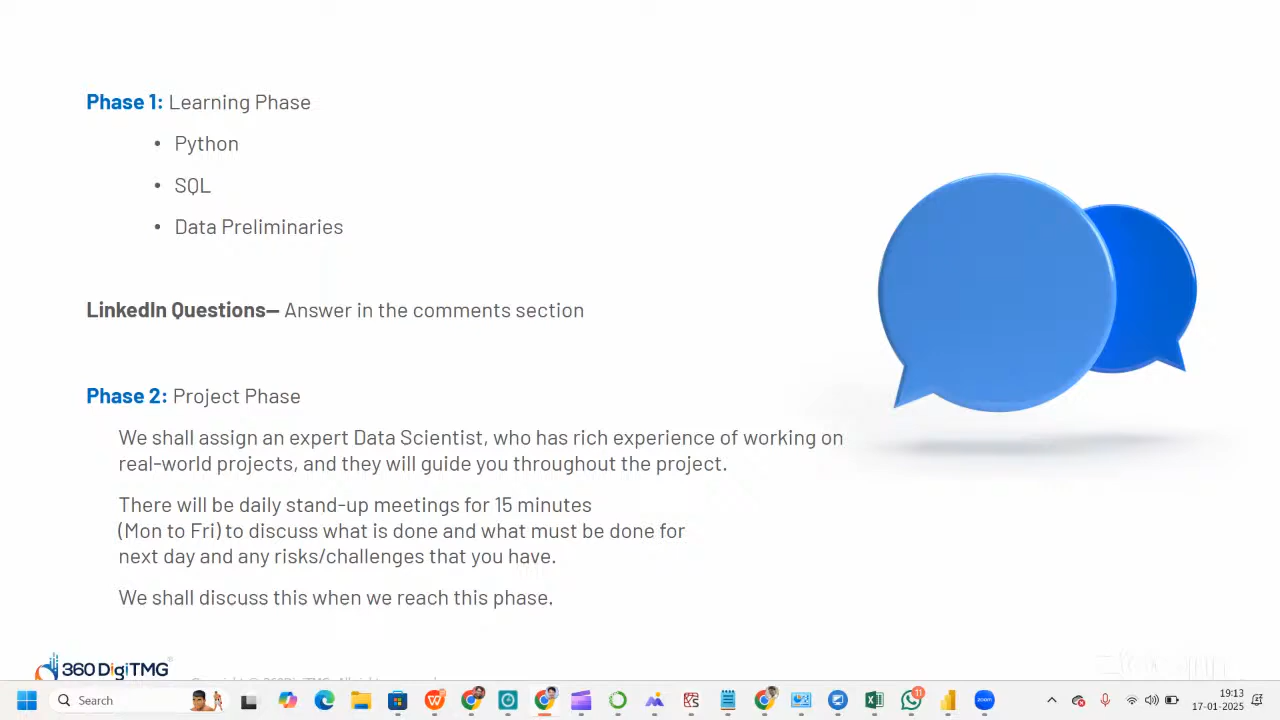 Phase 1: Learning Phase
• Python
• SQL
• Data Preliminaries
LinkedIn Questions— Answer in the comments section
Phase 2: Project Phase
We shall assign an expert Data Scientist, who has rich experience of working on
real-world projects, and they will guide you throughout the project.
There will be daily stand-up meetings for 15 minutes
(Mon to Fri) to discuss what is done and what must be done for
next day and any risks/challenges that you have.
We shall discuss this when we reach this phase.
360DigiTMG®
Search
11
zoom
19:13
17-01-2025